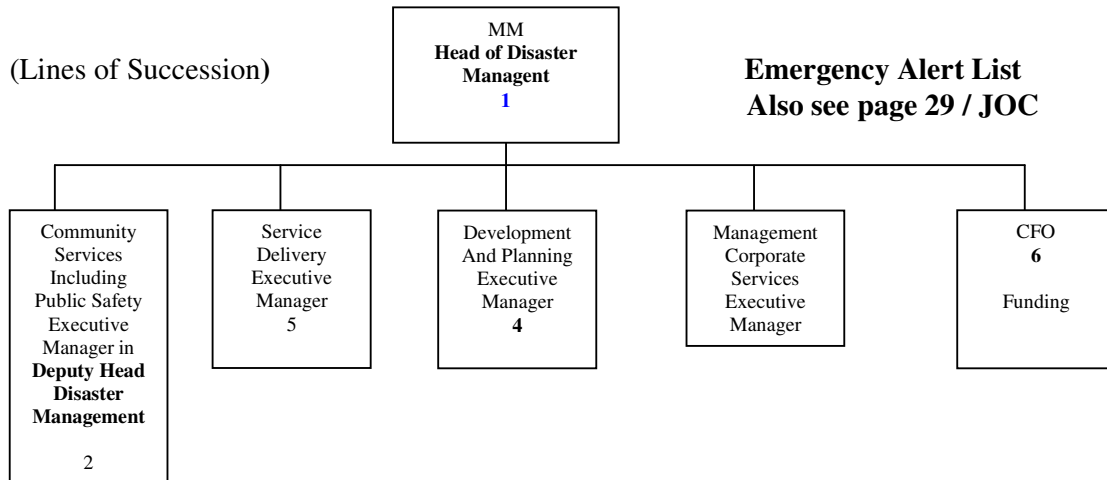 (Lines of Succession)
MM
Head of Disaster
Managent
1
Emergency Alert List
Also see page 29 / JOC
Community
Services
Including
Public Safety
Executive
Manager in
Deputy Head
Disaster
Management
2
Service
Delivery
Executive
Manager
5
Development
And Planning
Executive
Manager
4
Management
Corporate
Services
Executive
Manager
CFO
6
Funding